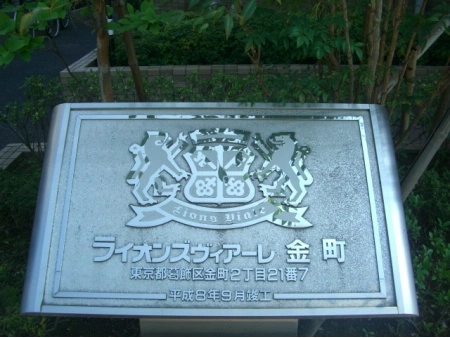 Lions Viale
ライオンズヴィアーレ 金町
東京都葛飾区金町2丁目21番7
平成8年9月竣工